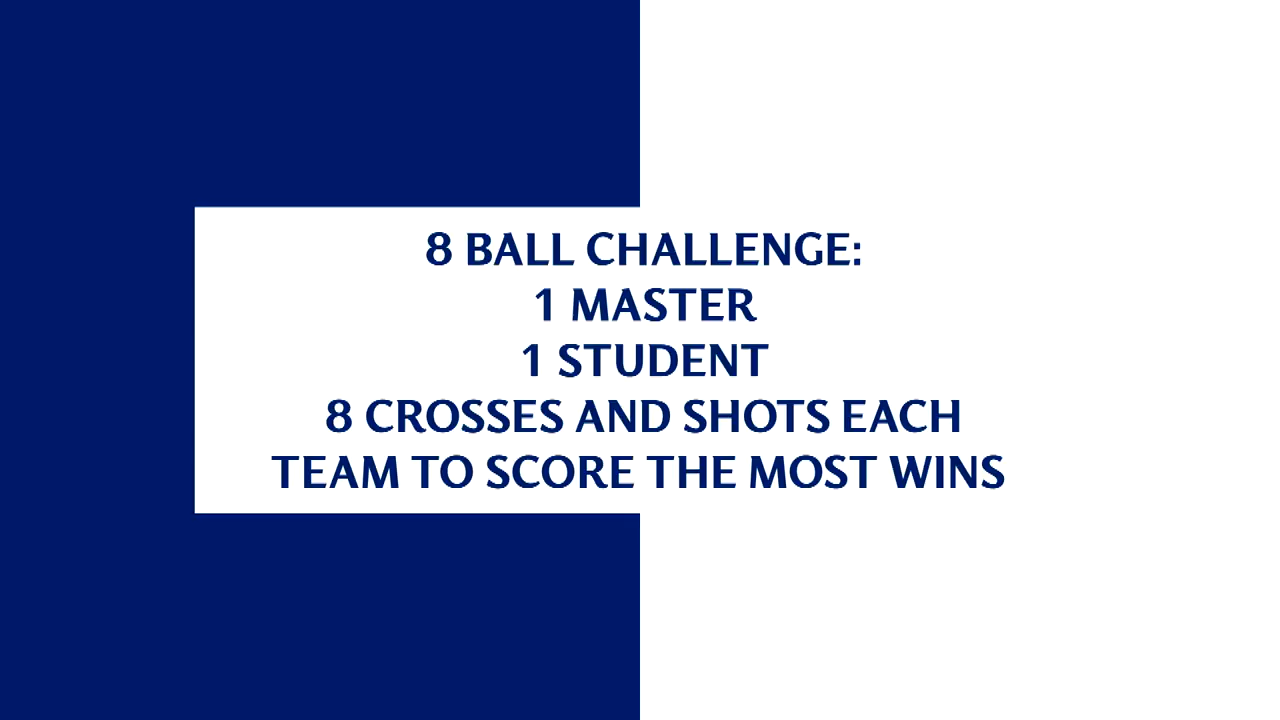 8 BALL CHALLENGE:
1 MASTER
1 STUDENT
8 CROSSES AND SHOTS EACH
TEAM TO SCORE THE MOST WINS